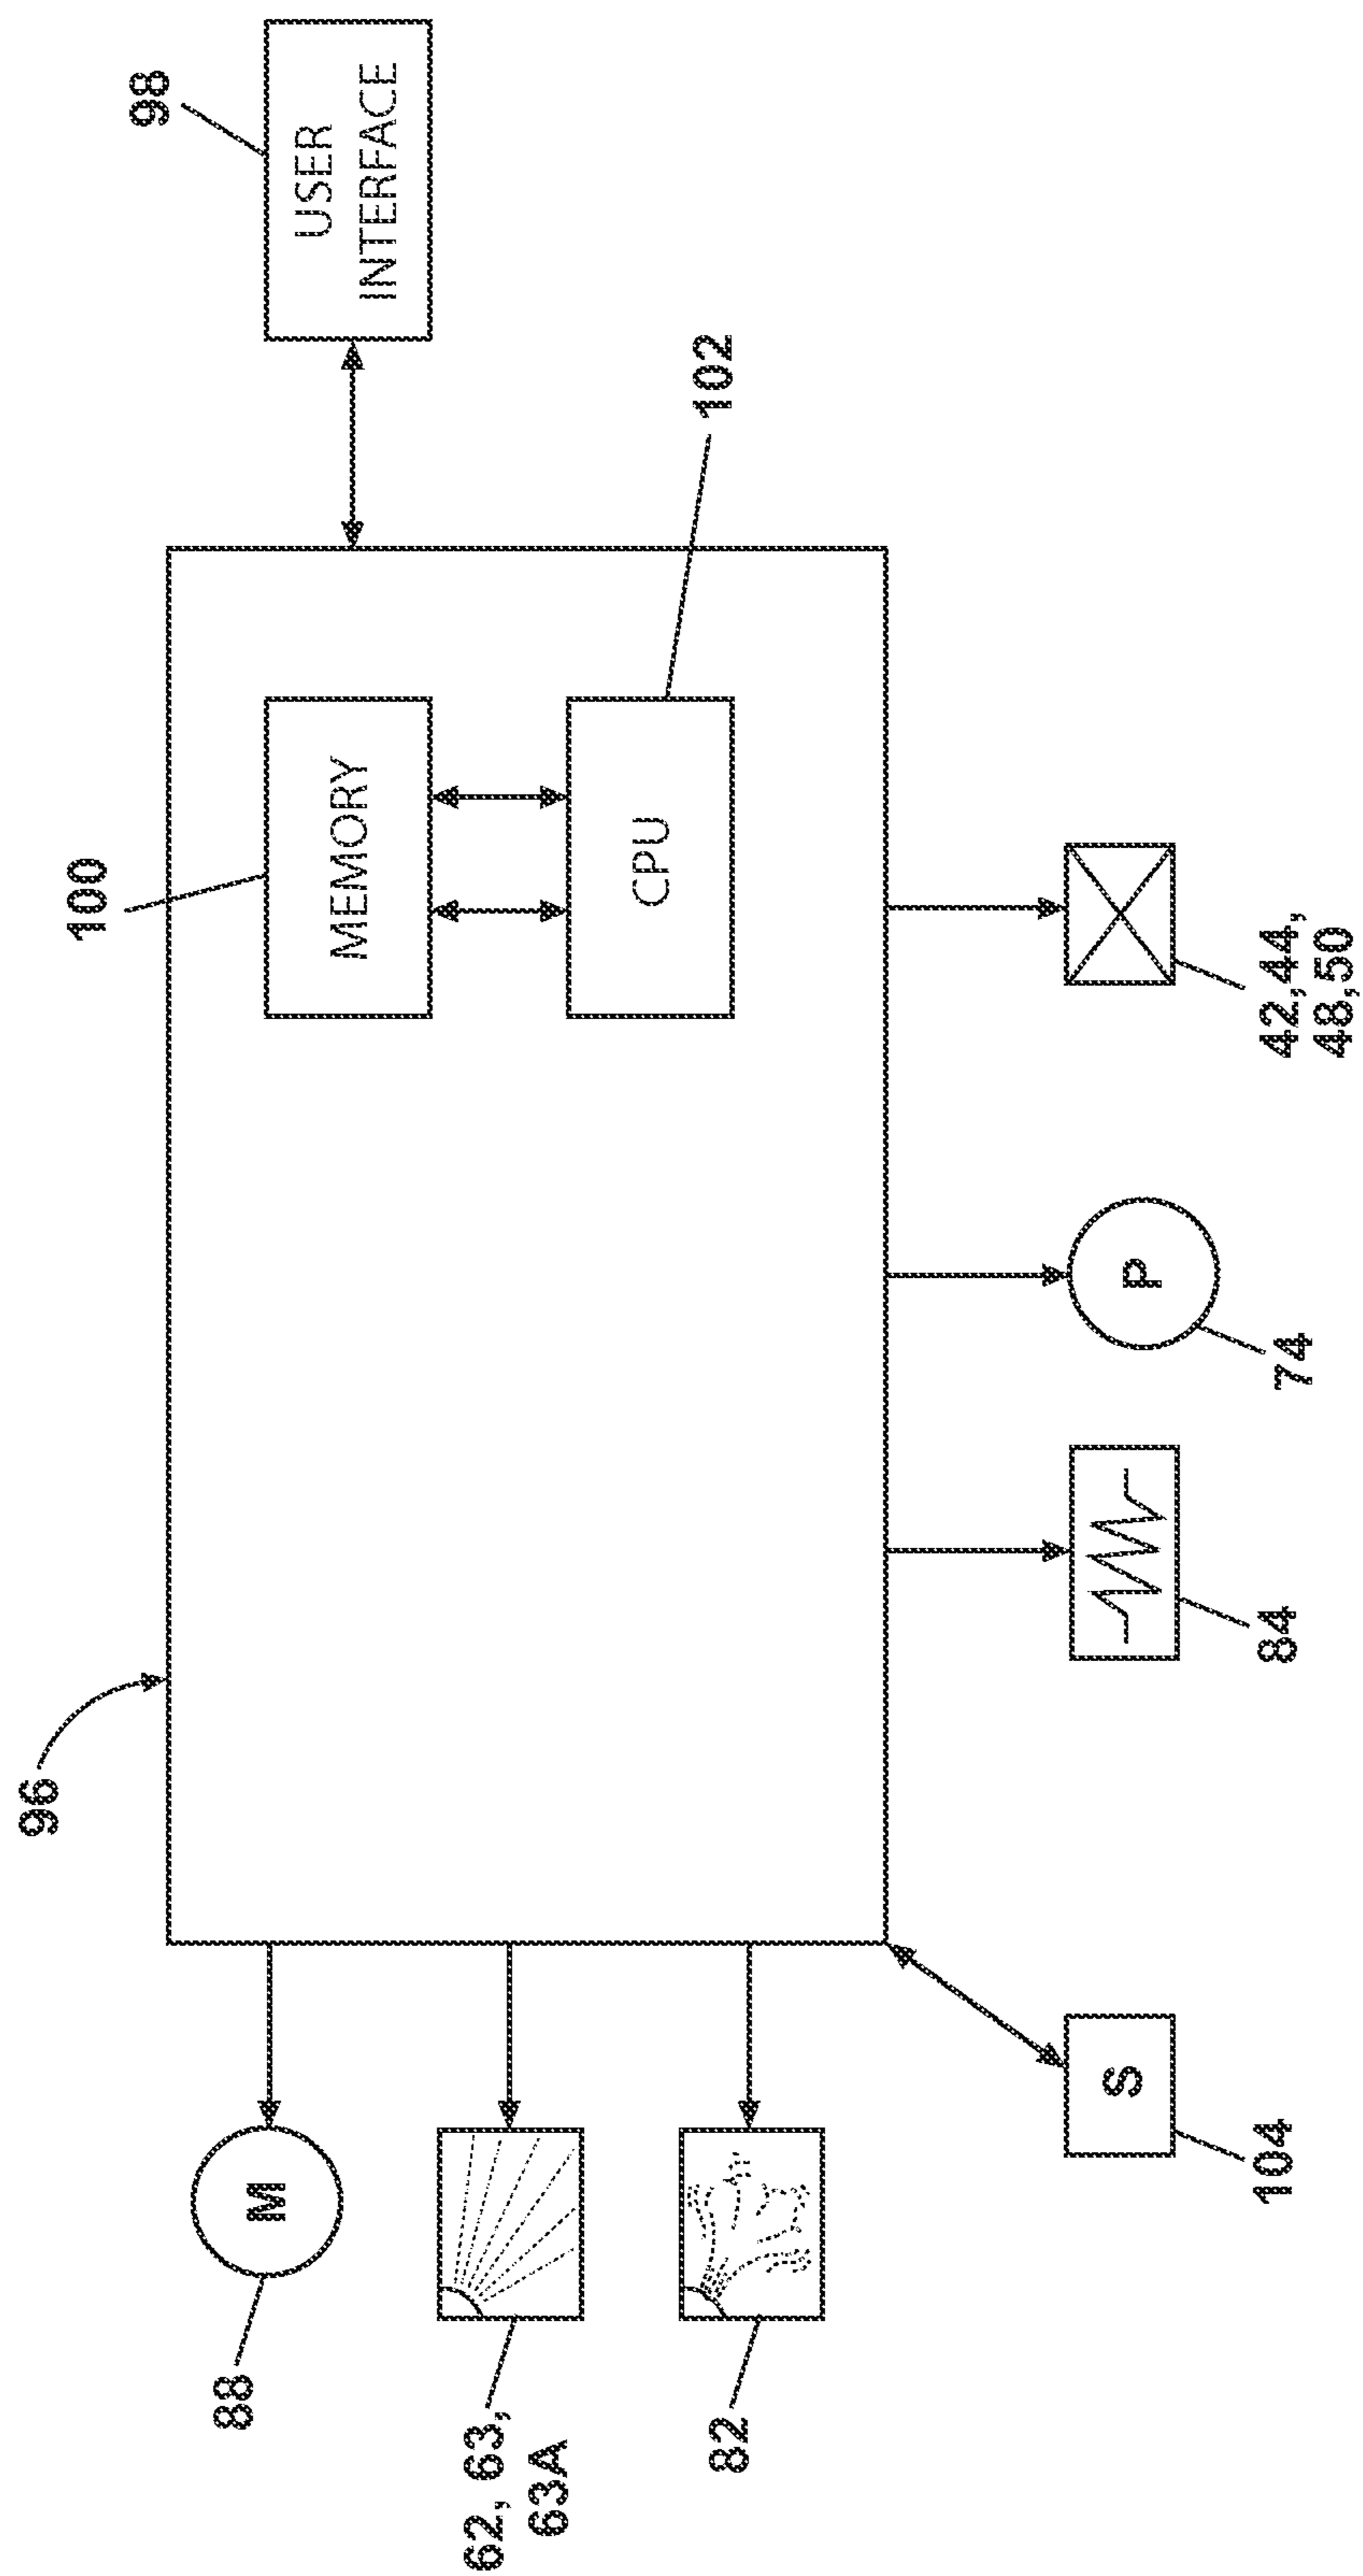 96
100
98
MEMORY
USER
INTERFACE
CPU
102
M
88
62, 63,
63A
82
S
104
84
P
74
42,44,
48,50